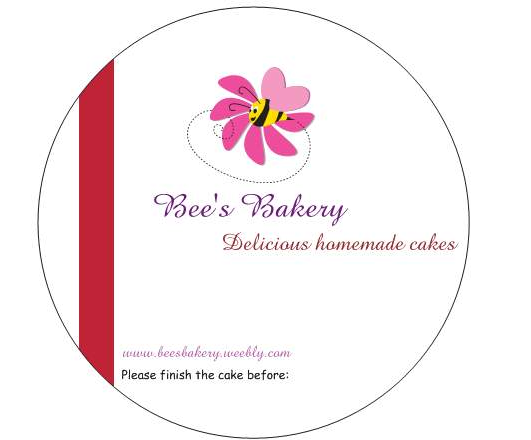 Bee's Bakery
Delicious homemade cakes
www.beesbakery.weebly.com
Please finish the cake before: